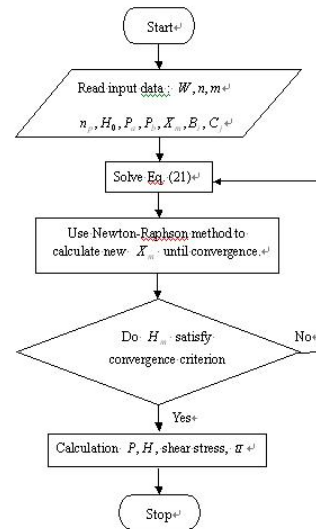 Start
Read input data : W, n, m
n_p, H_0, P_a, P_b, X_m, B_i, C_j
Solve Eq. (21)
Use Newton-Raphson method to
calculate new X_m until convergence.
Do H_m satisfy
convergence criterion
No
Yes
Calculation P, H, shear stress, u
Stop